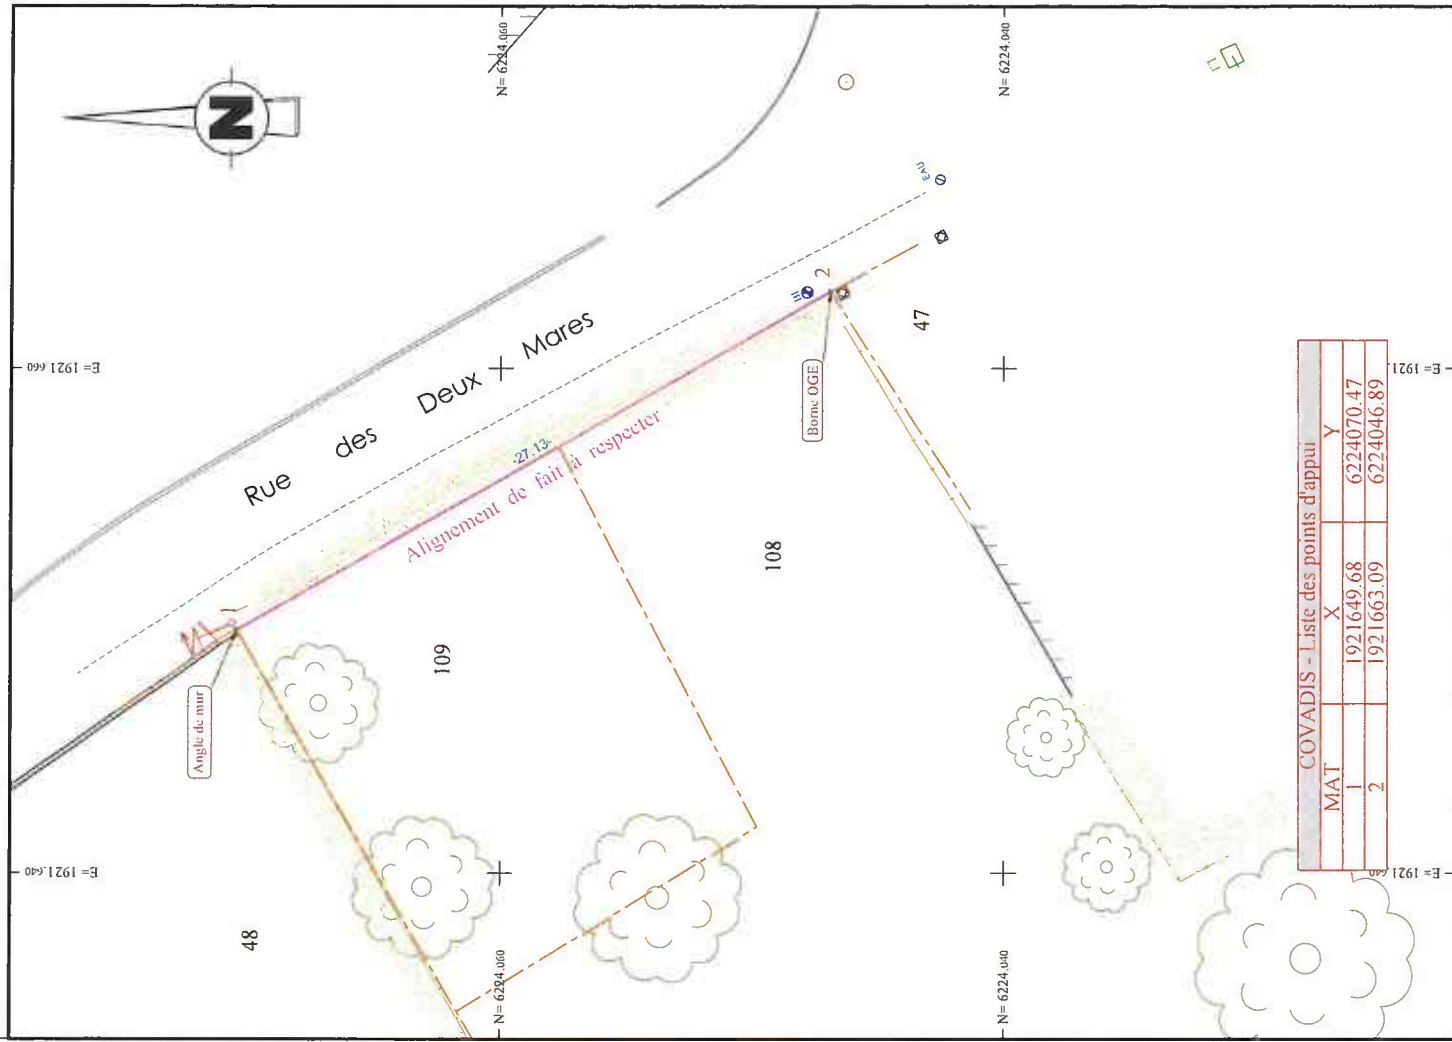 N
N= 6224.060
N= 6224.040
EAU
E= 1921.660
E= 1921
Rue des Deux Mares
H
2
47
Borne OGE
-27.13-
Alignement de fait à respecter
1
Angle de mur
109
108
48
E= 1921.640
E= 1921.640
N= 6224.060
N= 6224.040
COVADIS - Liste des points d'appui
MAT X Y
1 1921649.68 6224070.47
2 1921663.09 6224046.89